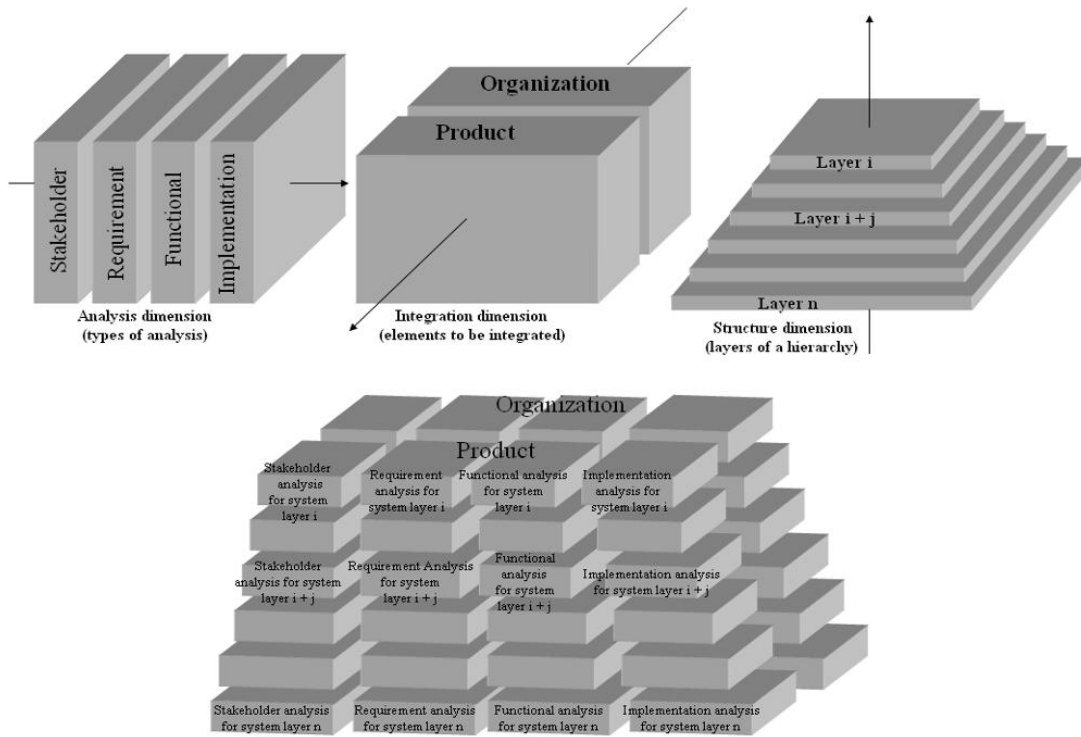 Stakeholder
Requirement
Functional
Implementation
Analysis dimension
(types of analysis)
Organization
Product
Integration dimension
(elements to be integrated)
Layer i
Layer i + j
Layer n
Structure dimension
(layers of a hierarchy)
Organization
Product
Stakeholder
analysis
for system
layer i
Requirement
analysis for
system layer i
Functional analysis
for system
layer i
Implementation
analysis for
system layer i
Stakeholder
analysis for system
layer i + j
Requirement Analysis
for system
layer i + j
Functional
analysis
for system
layer i + j
Implementation analysis
for system layer i + j
Stakeholder analysis
for system layer n
Requirement analysis
for system layer n
Functional analysis
for system layer n
Implementation analysis
for system layer n